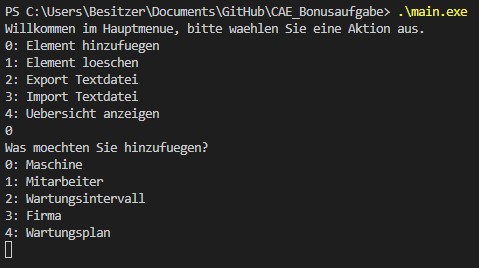 PS C:\Users\Besitzer\Documents\GitHub\CAE_Bonusaufgabe> .\main.exe
Willkommen im Hauptmenue, bitte waehlen Sie eine Aktion aus.
0: Element hinzufuegen
1: Element loeschen
2: Export Textdatei
3: Import Textdatei
4: Uebersicht anzeigen
0
Was moechten Sie hinzufuegen?
0: Maschine
1: Mitarbeiter
2: Wartungsintervall
3: Firma
4: Wartungsplan